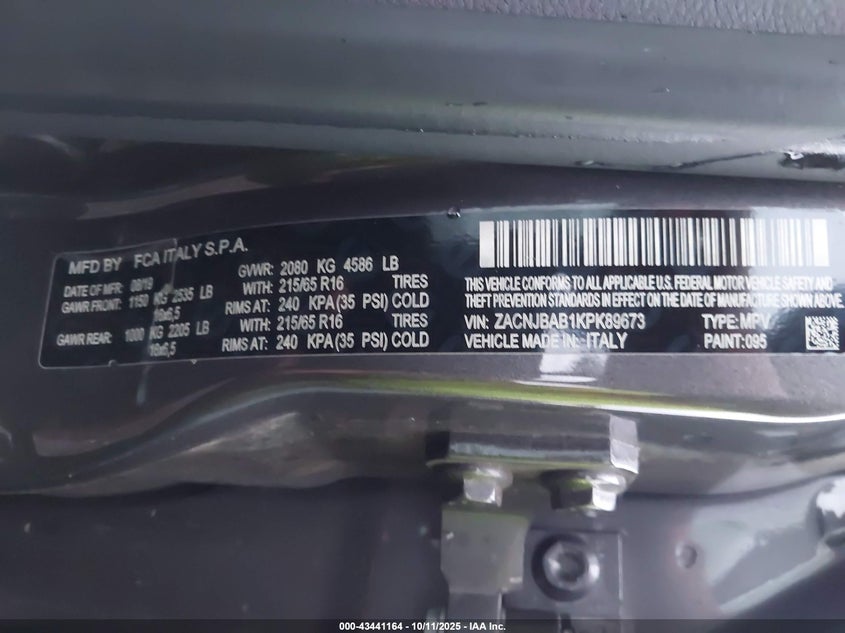 MFD BY FCA ITALY S.P.A.
DATE OF MFR: 08/19
GVWR: 2080 KG 4586 LB
GAWR FRONT: 1150 KG 2535 LB
WITH: 215/65 R16 TIRES
16x6,5
RIMS AT: 240 KPA(35 PSI) COLD
GAWR REAR: 1000 KG 2205 LB
WITH: 215/65 R16 TIRES
16x6,5
RIMS AT: 240 KPA(35 PSI) COLD
THIS VEHICLE CONFORMS TO ALL APPLICABLE U.S. FEDERAL MOTOR VEHICLE SAFETY AND
THEFT PREVENTION STANDARDS IN EFFECT ON THE DATE OF MANUFACTURE SHOWN ABOVE.
VIN: ZACNJBAB1KPK89673 TYPE: MPV
VEHICLE MADE IN: ITALY PAINT: 095
000-43441164 - 10/11/2025 - IAA Inc.